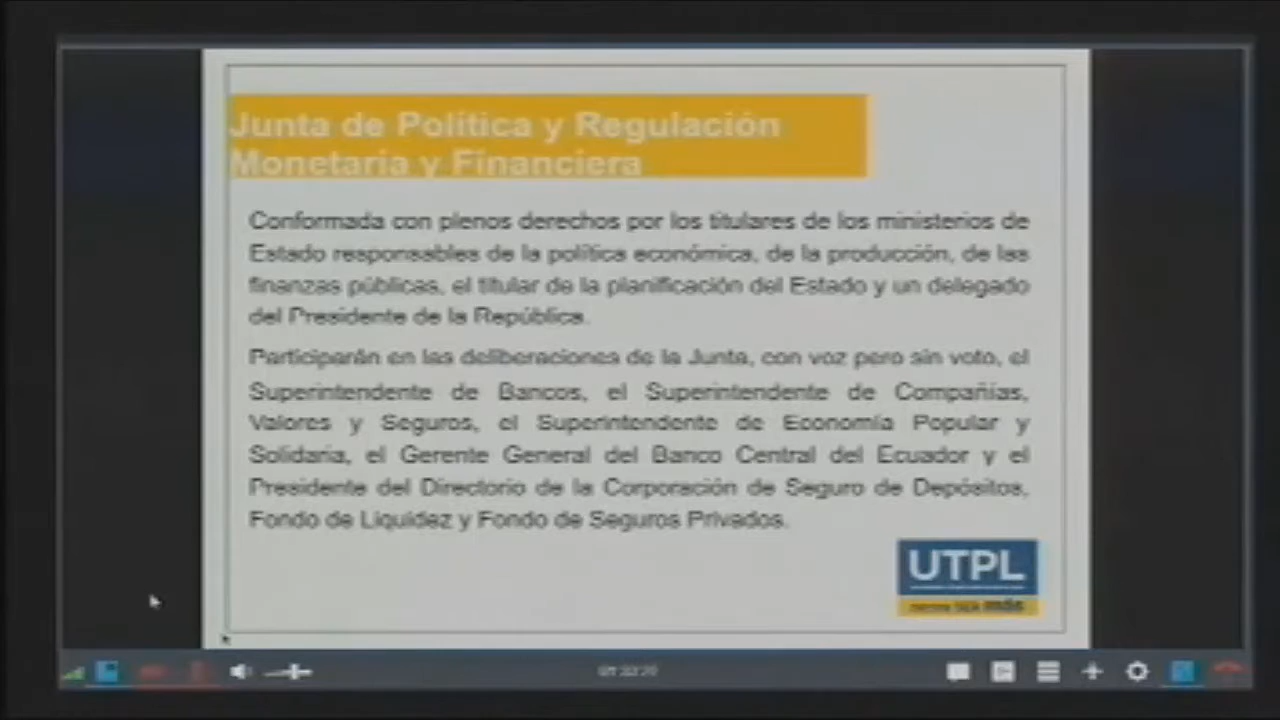 Junta de Política y Regulación
Monetaria y Financiera
Conformada con plenos derechos por los titulares de los ministerios de
Estado responsables de la política económica, de la producción, de las
finanzas públicas, el titular de la planificación del Estado y un delegado
del Presidente de la República.
Participarán en las deliberaciones de la Junta, con voz pero sin voto, el
Superintendente de Bancos, el Superintendente de Compañías,
Valores y Seguros, el Superintendente de Economía Popular y
Solidaria, el Gerente General del Banco Central del Ecuador y el
Presidente del Directorio de la Corporación de Seguro de Depósitos,
Fondo de Liquidez y Fondo de Seguros Privados.
UTPL
más